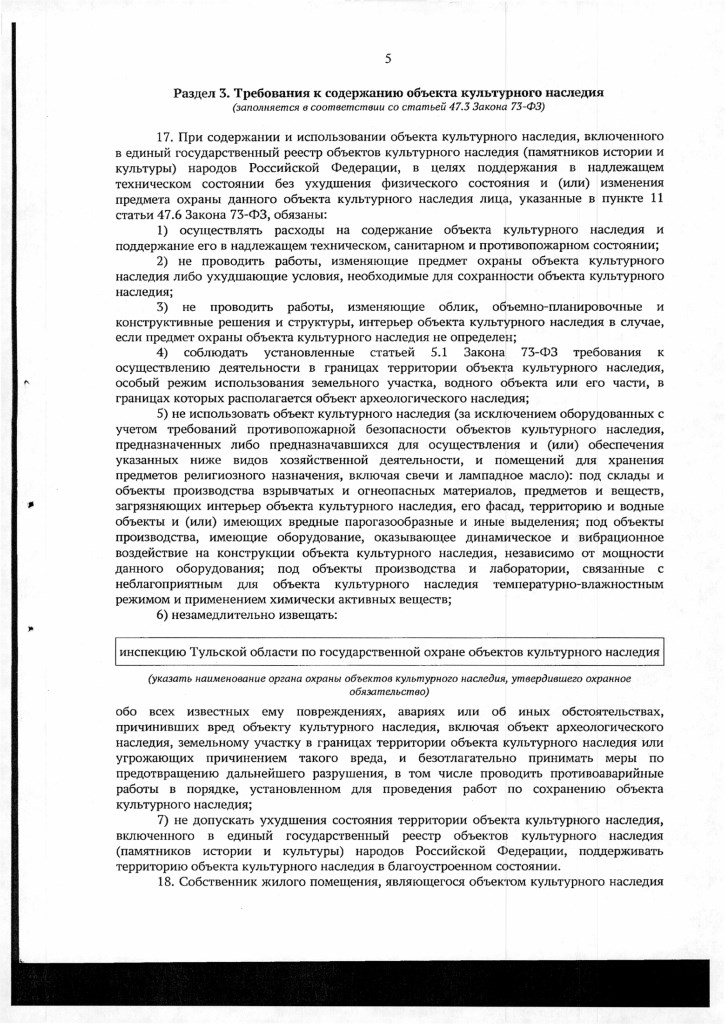 5
Раздел 3. Требования к содержанию объекта культурного наследия
(заполняется в соответствии со статьей 47.3 Закона 73-ФЗ)
17. При содержании и использовании объекта культурного наследия, включенного
в единый государственный реестр объектов культурного наследия (памятников истории и
культуры) народов Российской Федерации, в целях поддержания в надлежащем
техническом состоянии без ухудшения физического состояния и (или) изменения
предмета охраны данного объекта культурного наследия лица, указанные в пункте 11
статьи 47.6 Закона 73-ФЗ, обязаны:
1) осуществлять расходы на содержание объекта культурного наследия и
поддержание его в надлежащем техническом, санитарном и противопожарном состоянии;
2) не проводить работы, изменяющие предмет охраны объекта культурного
наследия либо ухудшающие условия, необходимые для сохранности объекта культурного
наследия;
3) не проводить работы, изменяющие облик, объемно-планировочные и
конструктивные решения и структуры, интерьер объекта культурного наследия в случае,
если предмет охраны объекта культурного наследия не определен;
4) соблюдать установленные статьей 5.1 Закона 73-ФЗ требования к
осуществлению деятельности в границах территории объекта культурного наследия,
особый режим использования земельного участка, водного объекта или его части, в
границах которых располагается объект археологического наследия;
5) не использовать объект культурного наследия (за исключением оборудованных с
учетом требований противопожарной безопасности объектов культурного наследия,
предназначенных либо предназначавшихся для осуществления и (или) обеспечения
указанных ниже видов хозяйственной деятельности, и помещений для хранения
предметов религиозного назначения, включая свечи и лампадное масло): под склады и
объекты производства взрывчатых и огнеопасных материалов, предметов и веществ,
загрязняющих интерьер объекта культурного наследия, его фасад, территорию и водные
объекты и (или) имеющих вредные парогазообразные и иные выделения; под объекты
производства, имеющие оборудование, оказывающее динамическое и вибрационное
воздействие на конструкции объекта культурного наследия, независимо от мощности
данного оборудования; под объекты производства и лаборатории, связанные с
неблагоприятным для объекта культурного наследия температурно-влажностным
режимом и применением химически активных веществ;
6) незамедлительно извещать:
инспекцию Тульской области по государственной охране объектов культурного наследия
(указать наименование органа охраны объектов культурного наследия, утвердившего охранное
обязательство)
обо всех известных ему повреждениях, авариях или об иных обстоятельствах,
причинивших вред объекту культурного наследия, включая объект археологического
наследия, земельному участку в границах территории объекта культурного наследия или
угрожающих причинением такого вреда, и безотлагательно принимать меры по
предотвращению дальнейшего разрушения, в том числе проводить противоаварийные
работы в порядке, установленном для проведения работ по сохранению объекта
культурного наследия;
7) не допускать ухудшения состояния территории объекта культурного наследия,
включенного в единый государственный реестр объектов культурного наследия
(памятников истории и культуры) народов Российской Федерации, поддерживать
территорию объекта культурного наследия в благоустроенном состоянии.
18. Собственник жилого помещения, являющегося объектом культурного наследия